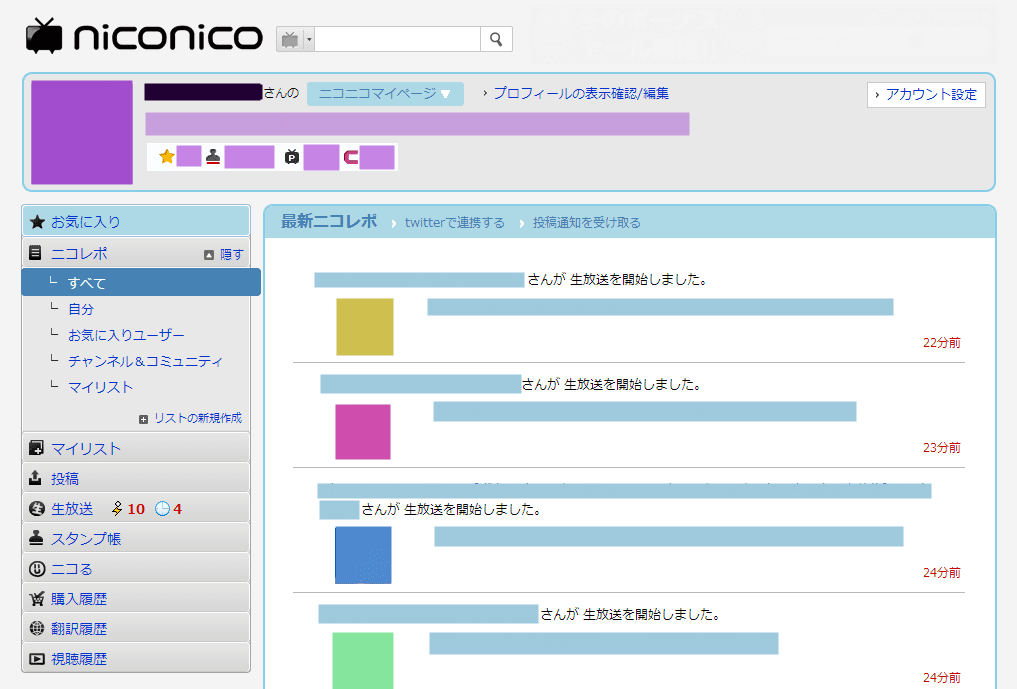 niconico
さんの ニコニコマイページ▼ › プロフィールの表示確認/編集
› アカウント設定
お気に入り
ニコレポ 隠す
すべて
自分
お気に入りユーザー
チャンネル＆コミュニティ
マイリスト
リストの新規作成
マイリスト
投稿
生放送 10 4
スタンプ帳
ニコる
購入履歴
翻訳履歴
視聴履歴
最新ニコレポ › twitterで連携する › 投稿通知を受け取る
さんが 生放送を開始しました。
22分前
さんが 生放送を開始しました。
23分前
さんが 生放送を開始しました。
24分前
さんが 生放送を開始しました。
24分前